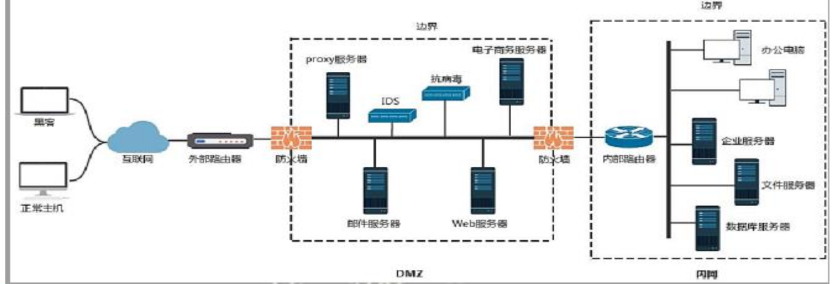 边界
边界
proxy服务器
电子商务服务器
办公电脑
抗病毒
IDS
黑客
互联网
外部路由器
防火墙
防火墙
内部路由器
企业服务器
正常主机
邮件服务器
Web服务器
文件服务器
数据库服务器
DMZ
内网